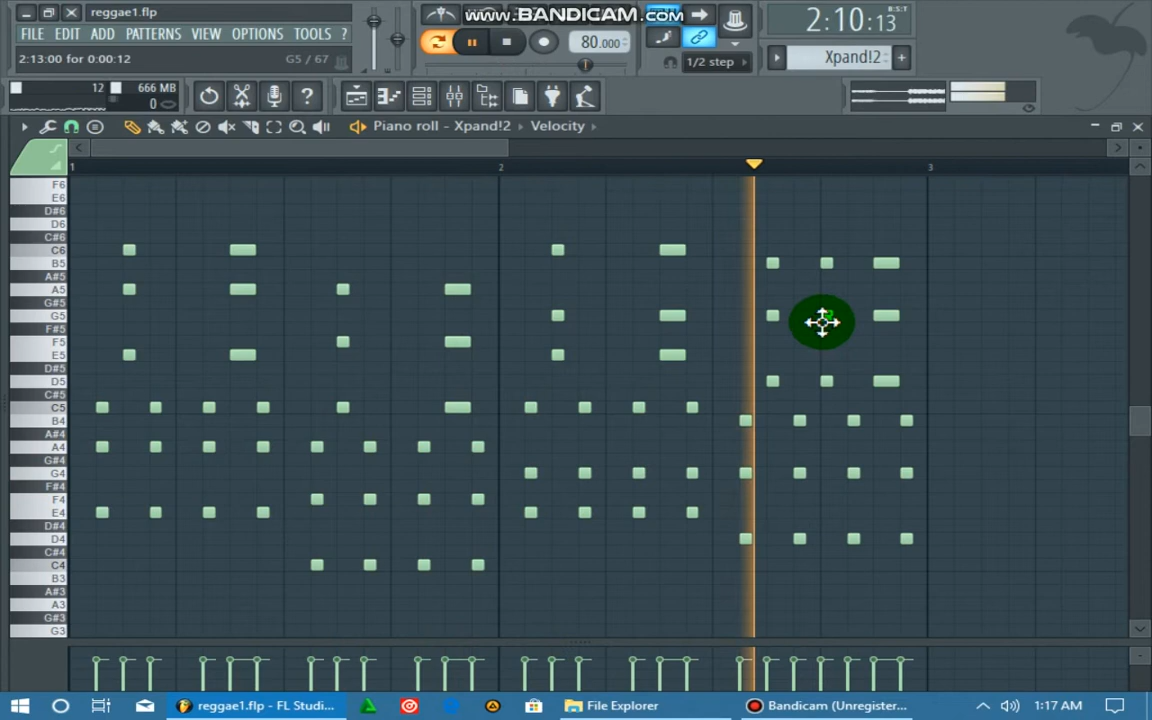 reggae1.flp
www.BANDICAM.com
FILE EDIT ADD PATTERNS VIEW OPTIONS TOOLS ?
2:13:00 for 0:00:12
G5 / 67
80.000
1/2 step
B:S:T
2:10:13
Xpand!2
12
666 MB
0
Piano roll - Xpand!2 Velocity
1 2 3
F6
E6
D#6
D6
C#6
C6
B5
A#5
A5
G#5
G5
F#5
F5
E5
D#5
D5
C#5
C5
B4
A#4
A4
G#4
G4
F#4
F4
E4
D#4
D4
C#4
C4
B3
A#3
A3
G#3
G3
reggae1.flp - FL Studi...
File Explorer
Bandicam (Unregister...
1:17 AM